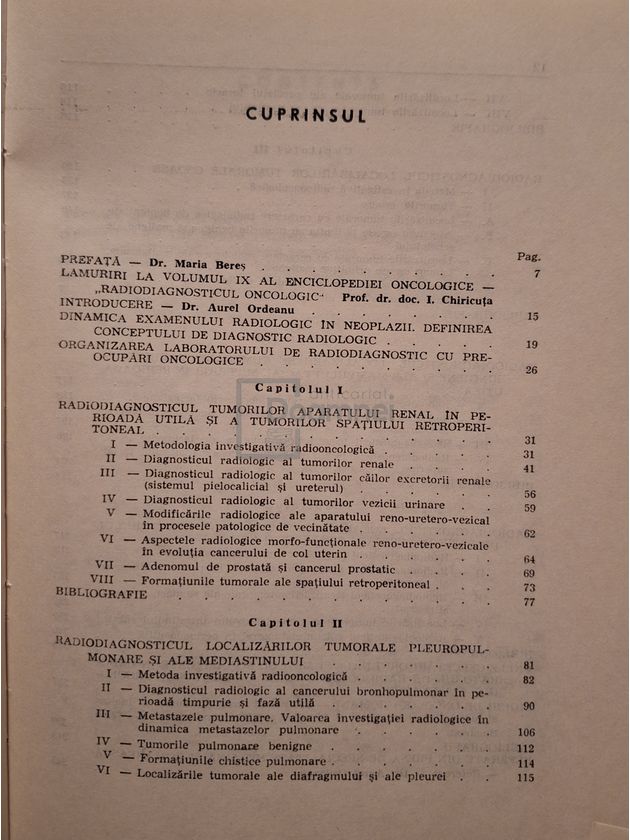 CUPRINSUL
Pag.
PREFAȚĂ — Dr. Maria Bereș . . . . . . . . . . 7
LAMURIRI LA VOLUMUL IX AL ENCICLOPEDIEI ONCOLOGICE —
„RADIODIAGNOSTICUL ONCOLOGIC" Prof. dr. doc. I. Chiricuța
INTRODUCERE — Dr. Aurel Ordeanu . . . . . . . 15
DINAMICA EXAMENULUI RADIOLOGIC ÎN NEOPLAZII. DEFINIREA
CONCEPTULUI DE DIAGNOSTIC RADIOLOGIC . . . . . 19
ORGANIZAREA LABORATORULUI DE RADIODIAGNOSTIC CU PRE-
OCUPĂRI ONCOLOGICE . . . . . . . . . 26
Capitolul I
RADIODIAGNOSTICUL TUMORILOR APARATULUI RENAL ÎN PE-
RIOADĂ UTILĂ ȘI A TUMORILOR SPAȚIULUI RETROPERI-
TONEAL . . . . . . . . . . . . 31
I — Metodologia investigativă radiooncologică . . . . 31
II — Diagnosticul radiologic al tumorilor renale . . . . 41
III — Diagnosticul radiologic al tumorilor căilor excretorii renale
(sistemul pielocalicial și ureterul) . . . . . 56
IV — Diagnosticul radiologic al tumorilor vezicii urinare . . 59
V — Modificările radiologice ale aparatului reno-uretero-vezical
în procesele patologice de vecinătate . . . . . 62
VI — Aspectele radiologice morfo-funcționale reno-uretero-vezicale
în evoluția cancerului de col uterin . . . . . 64
VII — Adenomul de prostată și cancerul prostatic . . . . 69
VIII — Formațiunile tumorale ale spațiului retroperitoneal . . . 73
BIBLIOGRAFIE . . . . . . . . . . . 77
Capitolul II
RADIODIAGNOSTICUL LOCALIZĂRILOR TUMORALE PLEUROPUL-
MONARE ȘI ALE MEDIASTINULUI . . . . . 81
I — Metoda investigativă radiooncologică . . . . . 82
II — Diagnosticul radiologic al cancerului bronhopulmonar în pe-
rioadă timpurie și fază utilă . . . . . . 90
III — Metastazele pulmonare. Valoarea investigației radiologice în
dinamica metastazelor pulmonare . . . . . 106
IV — Tumorile pulmonare benigne . . . . . . 112
V — Formațiunile chistice pulmonare . . . . . . 114
VI — Localizările tumorale ale diafragmului și ale pleurei . . 115